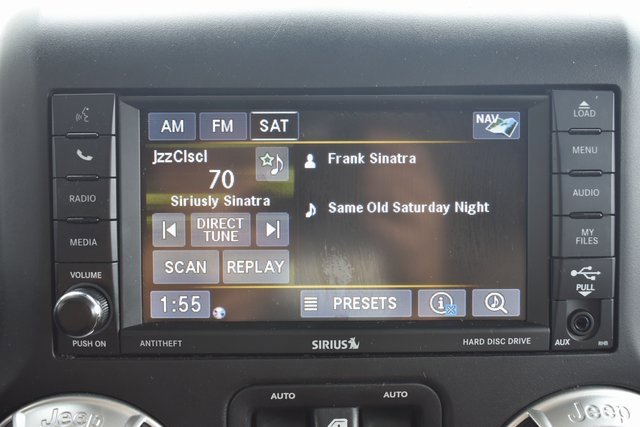 LOAD
AM FM SAT NAV
MENU
JzzClscl
70
Siriusly Sinatra
Frank Sinatra
Same Old Saturday Night
RADIO
AUDIO
DIRECT TUNE
MEDIA
MY FILES
SCAN REPLAY
VOLUME
PULL
1:55 PRESETS
PUSH ON
ANTITHEFT
SIRIUS
HARD DISC DRIVE
AUX
RHB
AUTO AUTO
Jeep
Jeep